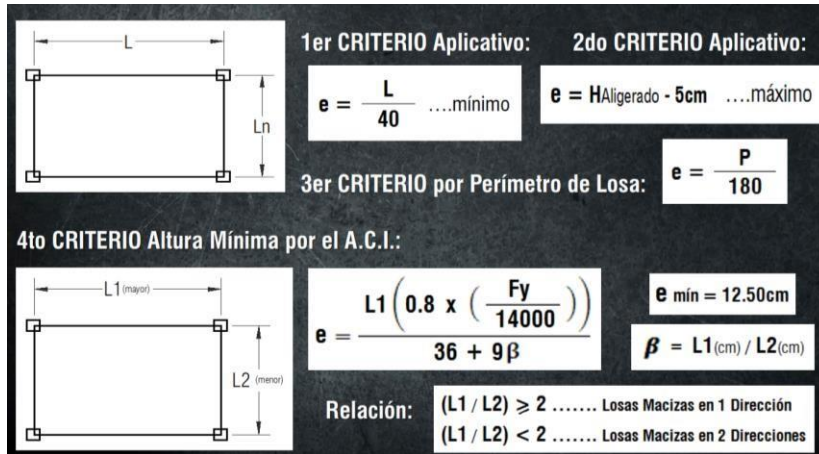 L
Ln
1er CRITERIO Aplicativo:
e = L / 40 ....mínimo
2do CRITERIO Aplicativo:
e = HAligerado - 5cm ....máximo
3er CRITERIO por Perímetro de Losa:
e = P / 180
4to CRITERIO Altura Mínima por el A.C.I.:
L1 (mayor)
L2 (menor)
e = L1(0.8 x (Fy / 14000)) / 36 + 9β
e mín = 12.50cm
β = L1(cm) / L2(cm)
Relación:
(L1 / L2) ⩾ 2 ....... Losas Macizas en 1 Dirección
(L1 / L2) < 2 ....... Losas Macizas en 2 Direcciones